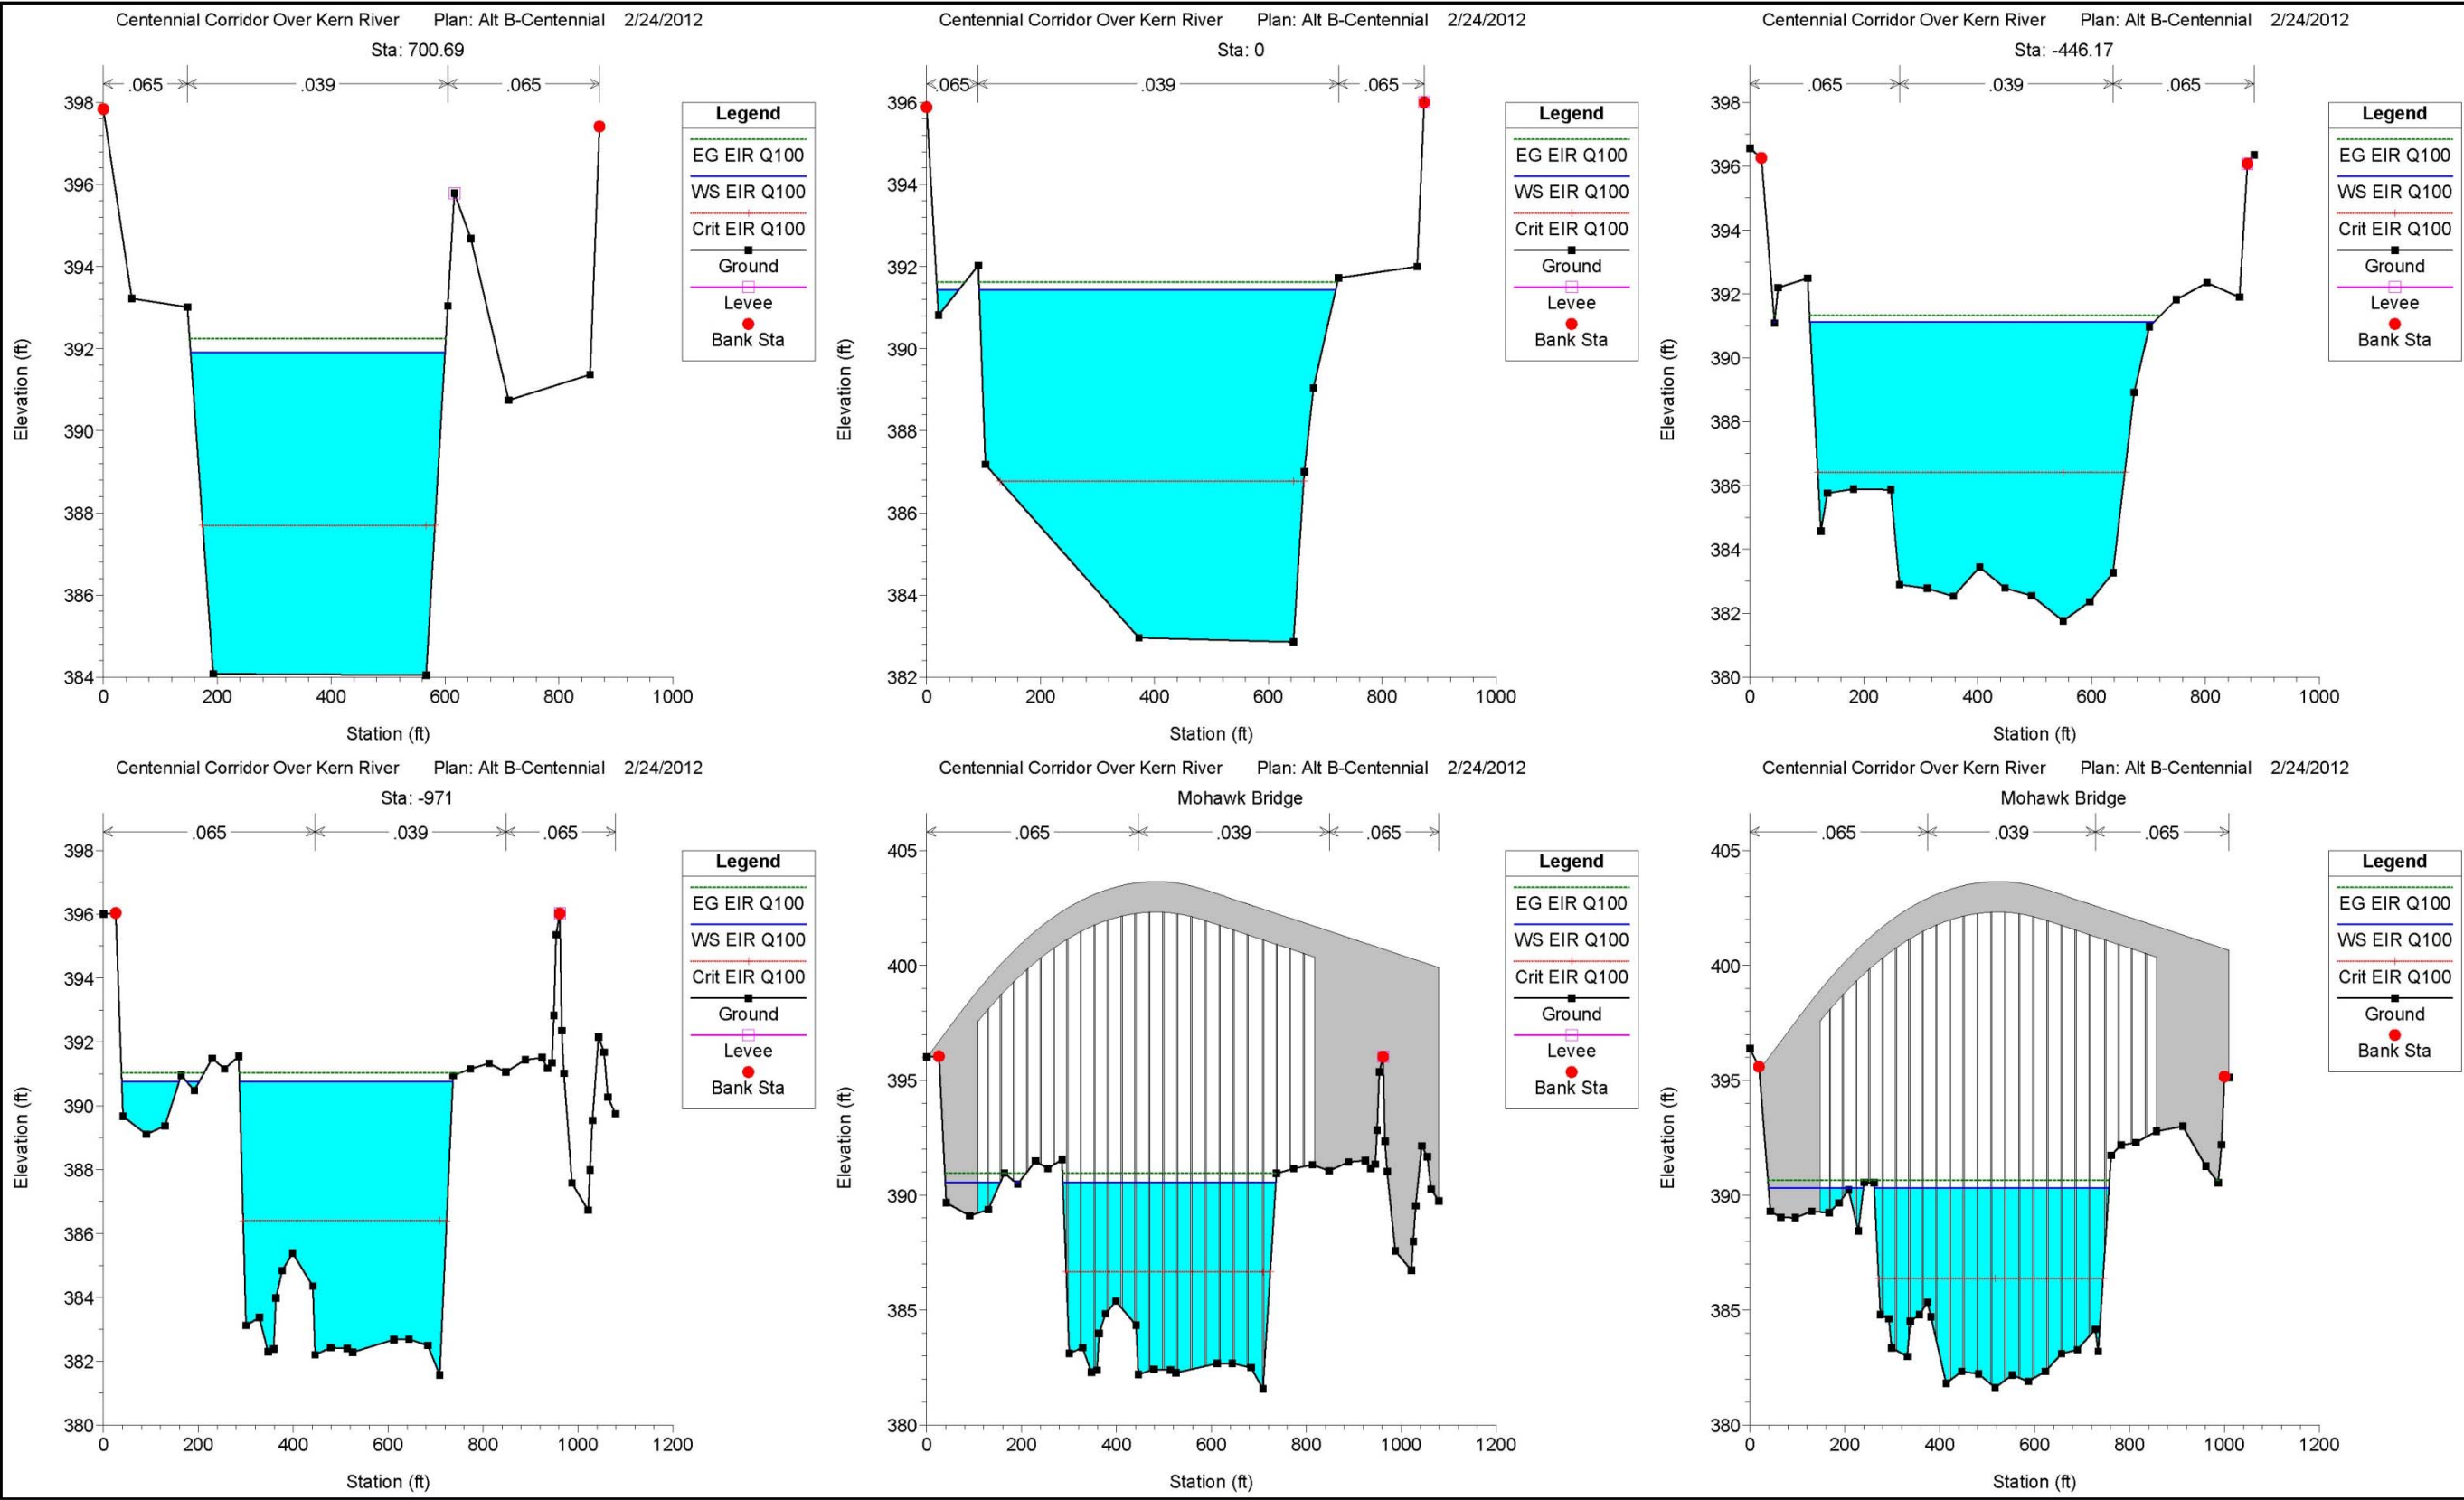 Centennial Corridor Over Kern River Plan: Alt B-Centennial 2/24/2012
Sta: 700.69
.065 .039 .065
Legend
EG EIR Q100
WS EIR Q100
Crit EIR Q100
Ground
Levee
Bank Sta
398
396
394
392
390
388
386
384
Elevation (ft)
0 200 400 600 800 1000
Station (ft)
Centennial Corridor Over Kern River Plan: Alt B-Centennial 2/24/2012
Sta: 0
.065 .039 .065
Legend
EG EIR Q100
WS EIR Q100
Crit EIR Q100
Ground
Levee
Bank Sta
396
394
392
390
388
386
384
382
Elevation (ft)
0 200 400 600 800 1000
Station (ft)
Centennial Corridor Over Kern River Plan: Alt B-Centennial 2/24/2012
Sta: -446.17
.065 .039 .065
Legend
EG EIR Q100
WS EIR Q100
Crit EIR Q100
Ground
Levee
Bank Sta
398
396
394
392
390
388
386
384
382
380
Elevation (ft)
0 200 400 600 800 1000
Station (ft)
Centennial Corridor Over Kern River Plan: Alt B-Centennial 2/24/2012
Sta: -971
.065 .039 .065
Legend
EG EIR Q100
WS EIR Q100
Crit EIR Q100
Ground
Levee
Bank Sta
398
396
394
392
390
388
386
384
382
380
Elevation (ft)
0 200 400 600 800 1000 1200
Station (ft)
Centennial Corridor Over Kern River Plan: Alt B-Centennial 2/24/2012
Mohawk Bridge
.065 .039 .065
Legend
EG EIR Q100
WS EIR Q100
Crit EIR Q100
Ground
Levee
Bank Sta
405
400
395
390
385
380
Elevation (ft)
0 200 400 600 800 1000 1200
Station (ft)
Centennial Corridor Over Kern River Plan: Alt B-Centennial 2/24/2012
Mohawk Bridge
.065 .039 .065
Legend
EG EIR Q100
WS EIR Q100
Crit EIR Q100
Ground
Bank Sta
405
400
395
390
385
380
Elevation (ft)
0 200 400 600 800 1000 1200
Station (ft)